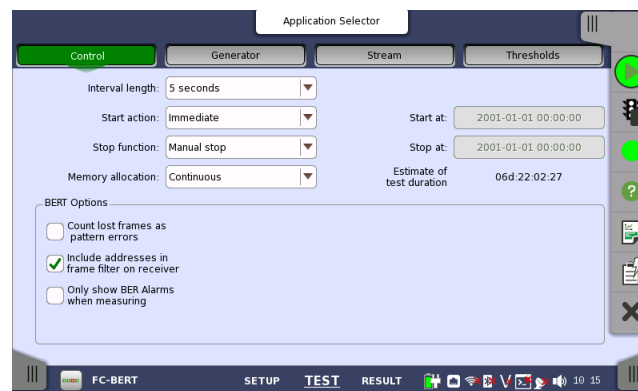 Application Selector
Control
Generator
Stream
Thresholds
Interval length: 5 seconds
Start action: Immediate
Start at: 2001-01-01 00:00:00
Stop function: Manual stop
Stop at: 2001-01-01 00:00:00
Memory allocation: Continuous
Estimate of
test duration
06d:22:02:27
BERT Options
Count lost frames as
pattern errors
Include addresses in
frame filter on receiver
Only show BER Alarms
when measuring
FC-BERT
SETUP
TEST
RESULT
10 15